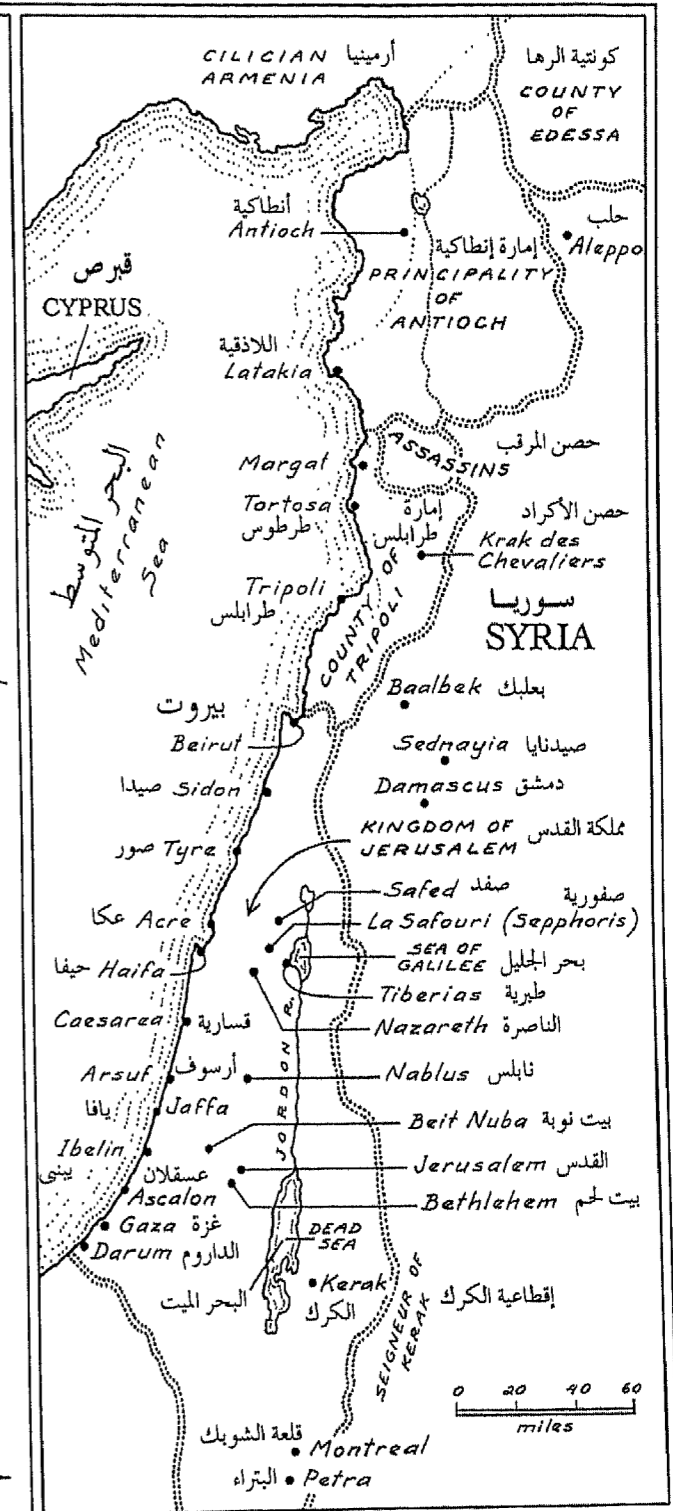 CILICIAN أرمينيا
ARMENIA
كونتية الرها
COUNTY
OF
EDESSA
أنطاكية
Antioch
حلب
Aleppo
إمارة إنطاكية
PRINCIPALITY
OF
ANTIOCH
قبرص
CYPRUS
اللاذقية
Latakia
ASSASSINS
حصن المرقب
Margat
البحر المتوسط
Mediterranean
Sea
Tortosa
طرطوس
إمارة
طرابلس
حصن الأكراد
Krak des
Chevaliers
Tripoli
طرابلس
COUNTY OF
TRIPOLI
سوريا
SYRIA
Baalbek بعلبك
بيروت
Beirut
Sednayia صيدنايا
صيدا Sidon
Damascus دمشق
KINGDOM OF مملكة القدس
JERUSALEM
صور Tyre
Safed صفد
صفورية
La Safouri (Sepphoris)
عكا Acre
SEA OF
GALILEE بحر الجليل
حيفا Haifa
Tiberias طبرية
Caesarea قسارية
Nazareth الناصرة
JORDON R.
Arsuf أرسوف
Nablus نابلس
يافا Jaffa
Beit Nuba بيت نوبة
Ibelin
يبنى
عسقلان
Ascalon
Jerusalem القدس
Bethlehem بيت لحم
Gaza غزة
Darum الداروم
DEAD
SEA
البحر الميت
Kerak
الكرك
إقطاعية الكرك
SEIGNEUR OF
KERAK
0 20 40 60
miles
قلعة الشوبك
Montreal
البتراء Petra